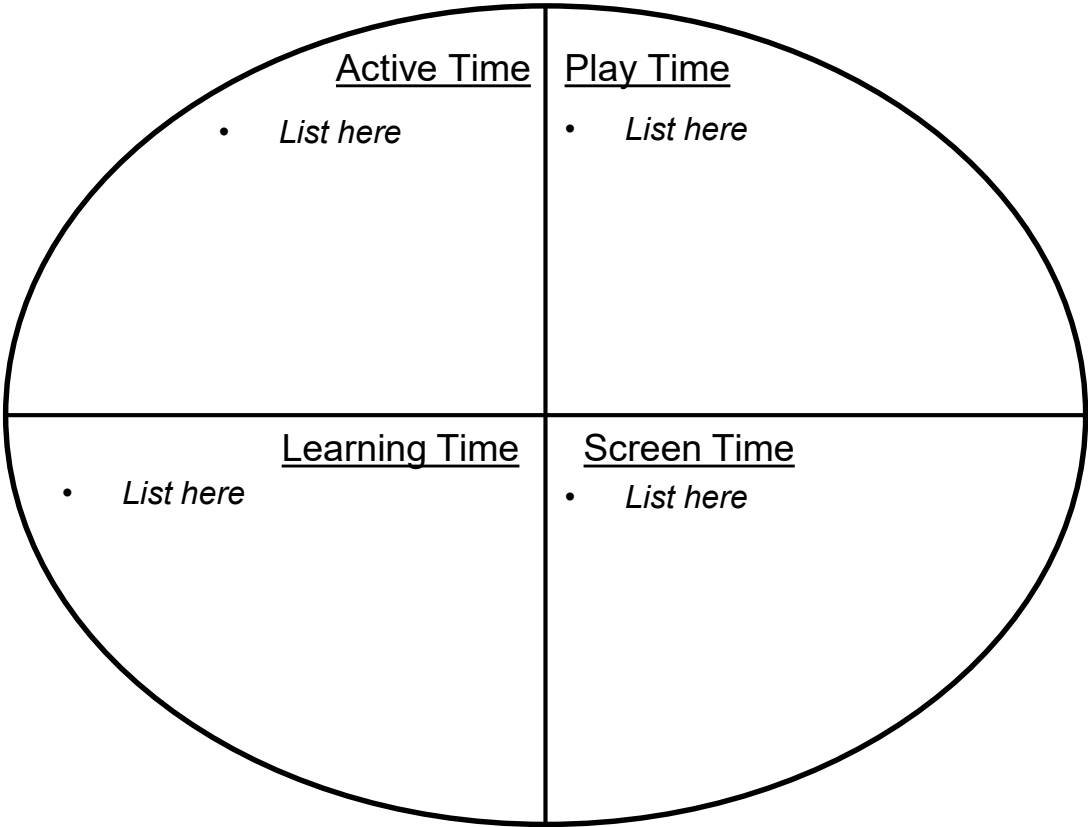 Active Time
• List here
Play Time
• List here
Learning Time
• List here
Screen Time
• List here